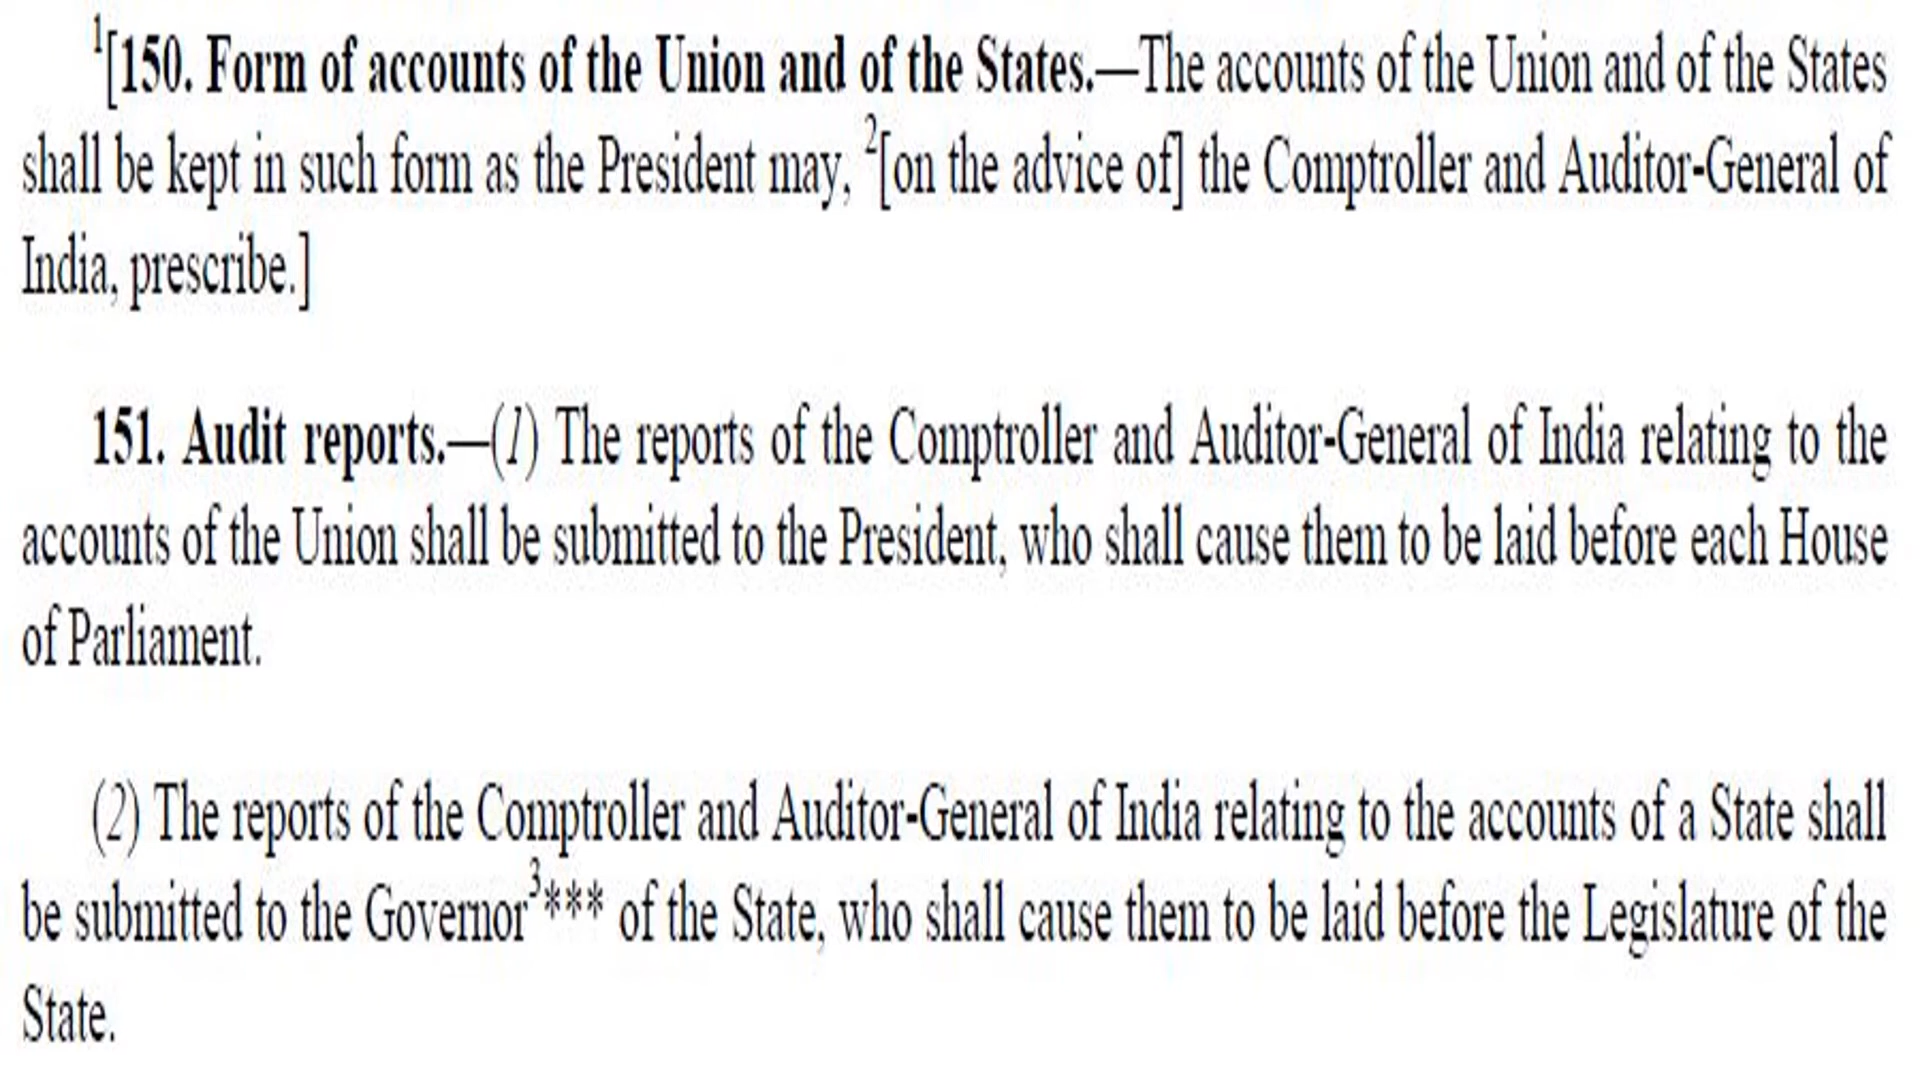 1[150. Form of accounts of the Union and of the States.—The accounts of the Union and of the States
shall be kept in such form as the President may, 2[on the advice of] the Comptroller and Auditor-General of
India, prescribe.]
151. Audit reports.—(1) The reports of the Comptroller and Auditor-General of India relating to the
accounts of the Union shall be submitted to the President, who shall cause them to be laid before each House
of Parliament.
(2) The reports of the Comptroller and Auditor-General of India relating to the accounts of a State shall
be submitted to the Governor 3*** of the State, who shall cause them to be laid before the Legislature of the
State.